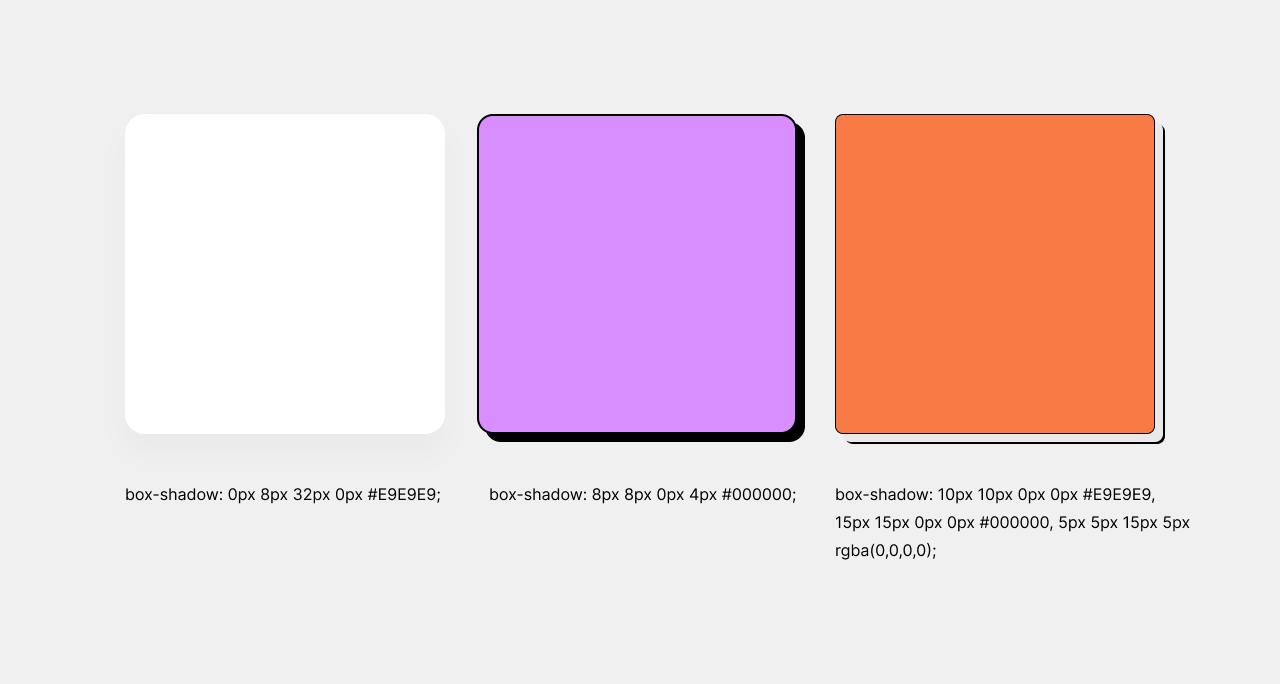 box-shadow: 0px 8px 32px 0px #E9E9E9;
box-shadow: 8px 8px 0px 4px #000000;
box-shadow: 10px 10px 0px 0px #E9E9E9,
15px 15px 0px 0px #000000, 5px 5px 15px 5px
rgba(0,0,0,0);